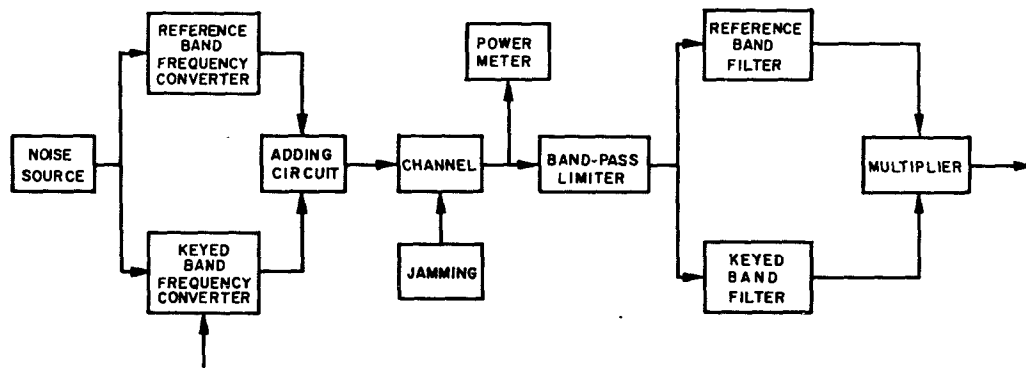 REFERENCE
BAND
FREQUENCY
CONVERTER
POWER
METER
REFERENCE
BAND
FILTER
NOISE
SOURCE
ADDING
CIRCUIT
CHANNEL
BAND-PASS
LIMITER
MULTIPLIER
KEYED
BAND
FREQUENCY
CONVERTER
JAMMING
KEYED
BAND
FILTER